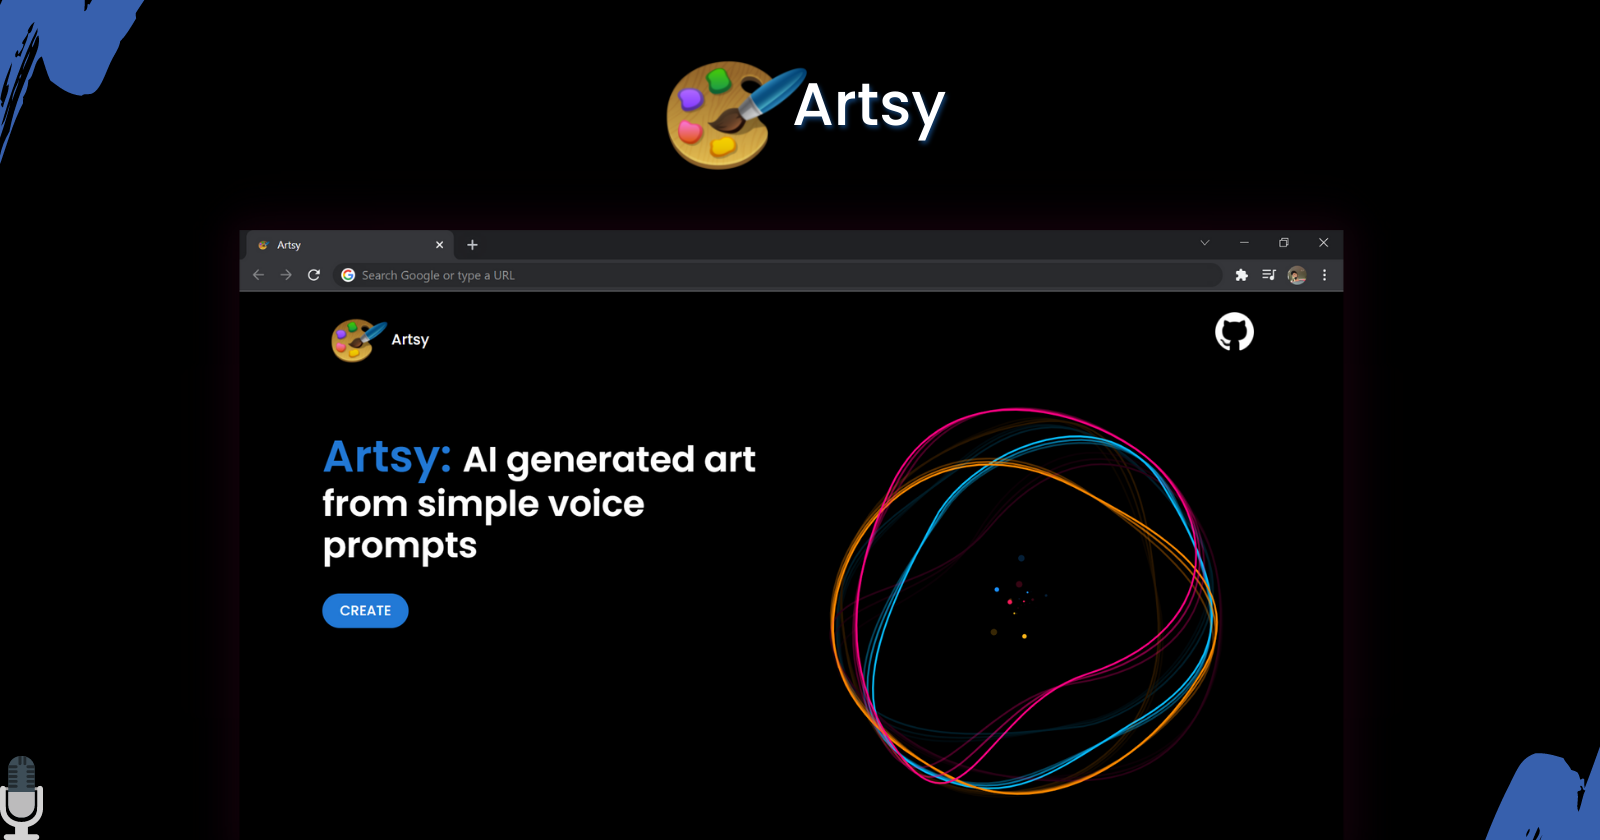 Artsy
Artsy
Search Google or type a URL
Artsy
Artsy: AI generated art
from simple voice
prompts
CREATE